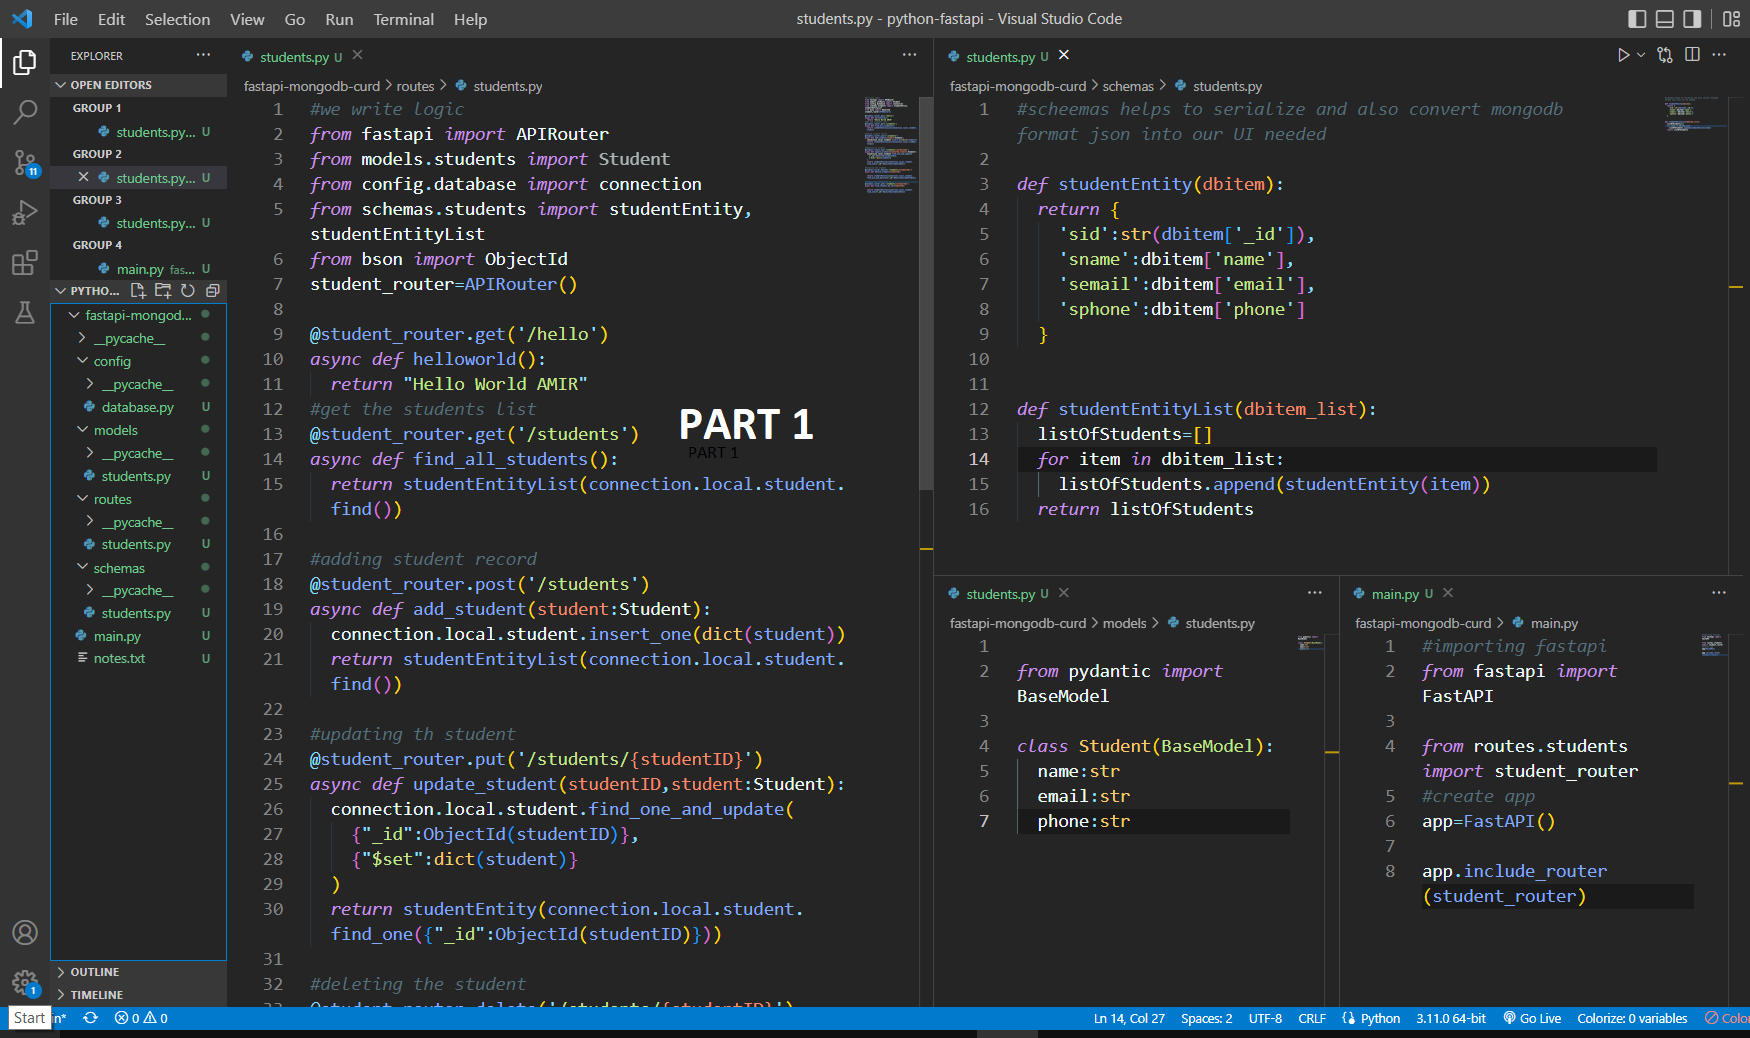 File Edit Selection View Go Run Terminal Help
students.py - python-fastapi - Visual Studio Code
EXPLORER
OPEN EDITORS
GROUP 1
students.py... U
GROUP 2
students.py... U
GROUP 3
students.py... U
GROUP 4
main.py fas... U
PYTHO...
fastapi-mongod...
__pycache__
config
__pycache__
database.py U
models
__pycache__
students.py U
routes
__pycache__
students.py U
schemas
__pycache__
students.py U
main.py U
notes.txt U
OUTLINE
TIMELINE
11
1
students.py U
fastapi-mongodb-curd > routes > students.py
1 #we write logic
2 from fastapi import APIRouter
3 from models.students import Student
4 from config.database import connection
5 from schemas.students import studentEntity,
studentEntityList
6 from bson import ObjectId
7 student_router=APIRouter()
8
9 @student_router.get('/hello')
10 async def helloworld():
11 return "Hello World AMIR"
12 #get the students list
13 @student_router.get('/students')
14 async def find_all_students():
15 return studentEntityList(connection.local.student.
find())
16
17 #adding student record
18 @student_router.post('/students')
19 async def add_student(student:Student):
20 connection.local.student.insert_one(dict(student))
21 return studentEntityList(connection.local.student.
find())
22
23 #updating th student
24 @student_router.put('/students/{studentID}')
25 async def update_student(studentID,student:Student):
26 connection.local.student.find_one_and_update(
27 {"_id":ObjectId(studentID)},
28 {"$set":dict(student)}
29 )
30 return studentEntity(connection.local.student.
find_one({"_id":ObjectId(studentID)}))
31
32 #deleting the student
33 @student_router.delete('/students/{studentID}')
PART 1
PART 1
students.py U
fastapi-mongodb-curd > schemas > students.py
1 #scheemas helps to serialize and also convert mongodb
format json into our UI needed
2
3 def studentEntity(dbitem):
4 return {
5 'sid':str(dbitem['_id']),
6 'sname':dbitem['name'],
7 'semail':dbitem['email'],
8 'sphone':dbitem['phone']
9 }
10
11
12 def studentEntityList(dbitem_list):
13 listOfStudents=[]
14 for item in dbitem_list:
15 listOfStudents.append(studentEntity(item))
16 return listOfStudents
students.py U
fastapi-mongodb-curd > models > students.py
1
2 from pydantic import
BaseModel
3
4 class Student(BaseModel):
5 name:str
6 email:str
7 phone:str
main.py U
fastapi-mongodb-curd > main.py
1 #importing fastapi
2 from fastapi import
FastAPI
3
4 from routes.students
import student_router
5 #create app
6 app=FastAPI()
7
8 app.include_router
(student_router)
Start in* 0 0 Ln 14, Col 27 Spaces: 2 UTF-8 CRLF Python 3.11.0 64-bit Go Live Colorize: 0 variables Color